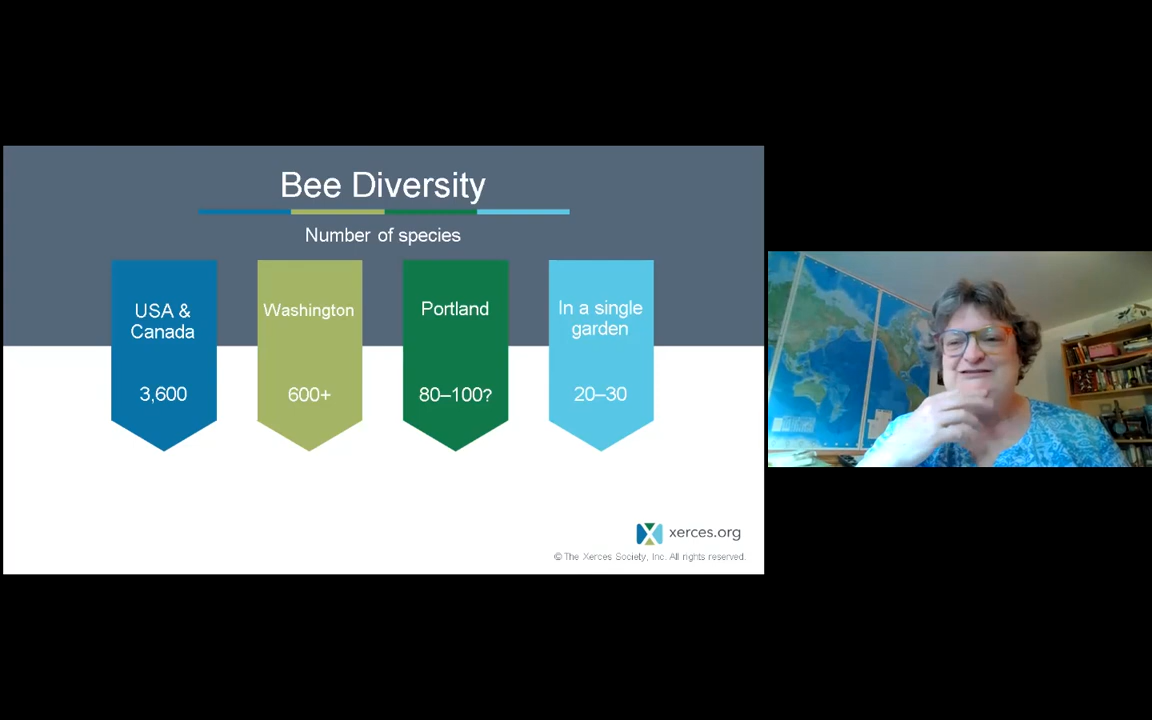 Bee Diversity
Number of species
USA &
Canada
3,600
Washington
600+
Portland
80–100?
In a single
garden
20–30
xerces.org
© The Xerces Society, Inc. All rights reserved.